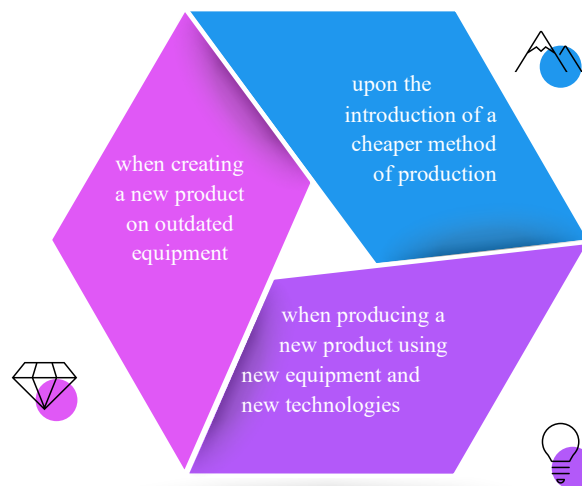 upon the
introduction of a
cheaper method
of production
when creating
a new product
on outdated
equipment
when producing a
new product using
new equipment and
new technologies